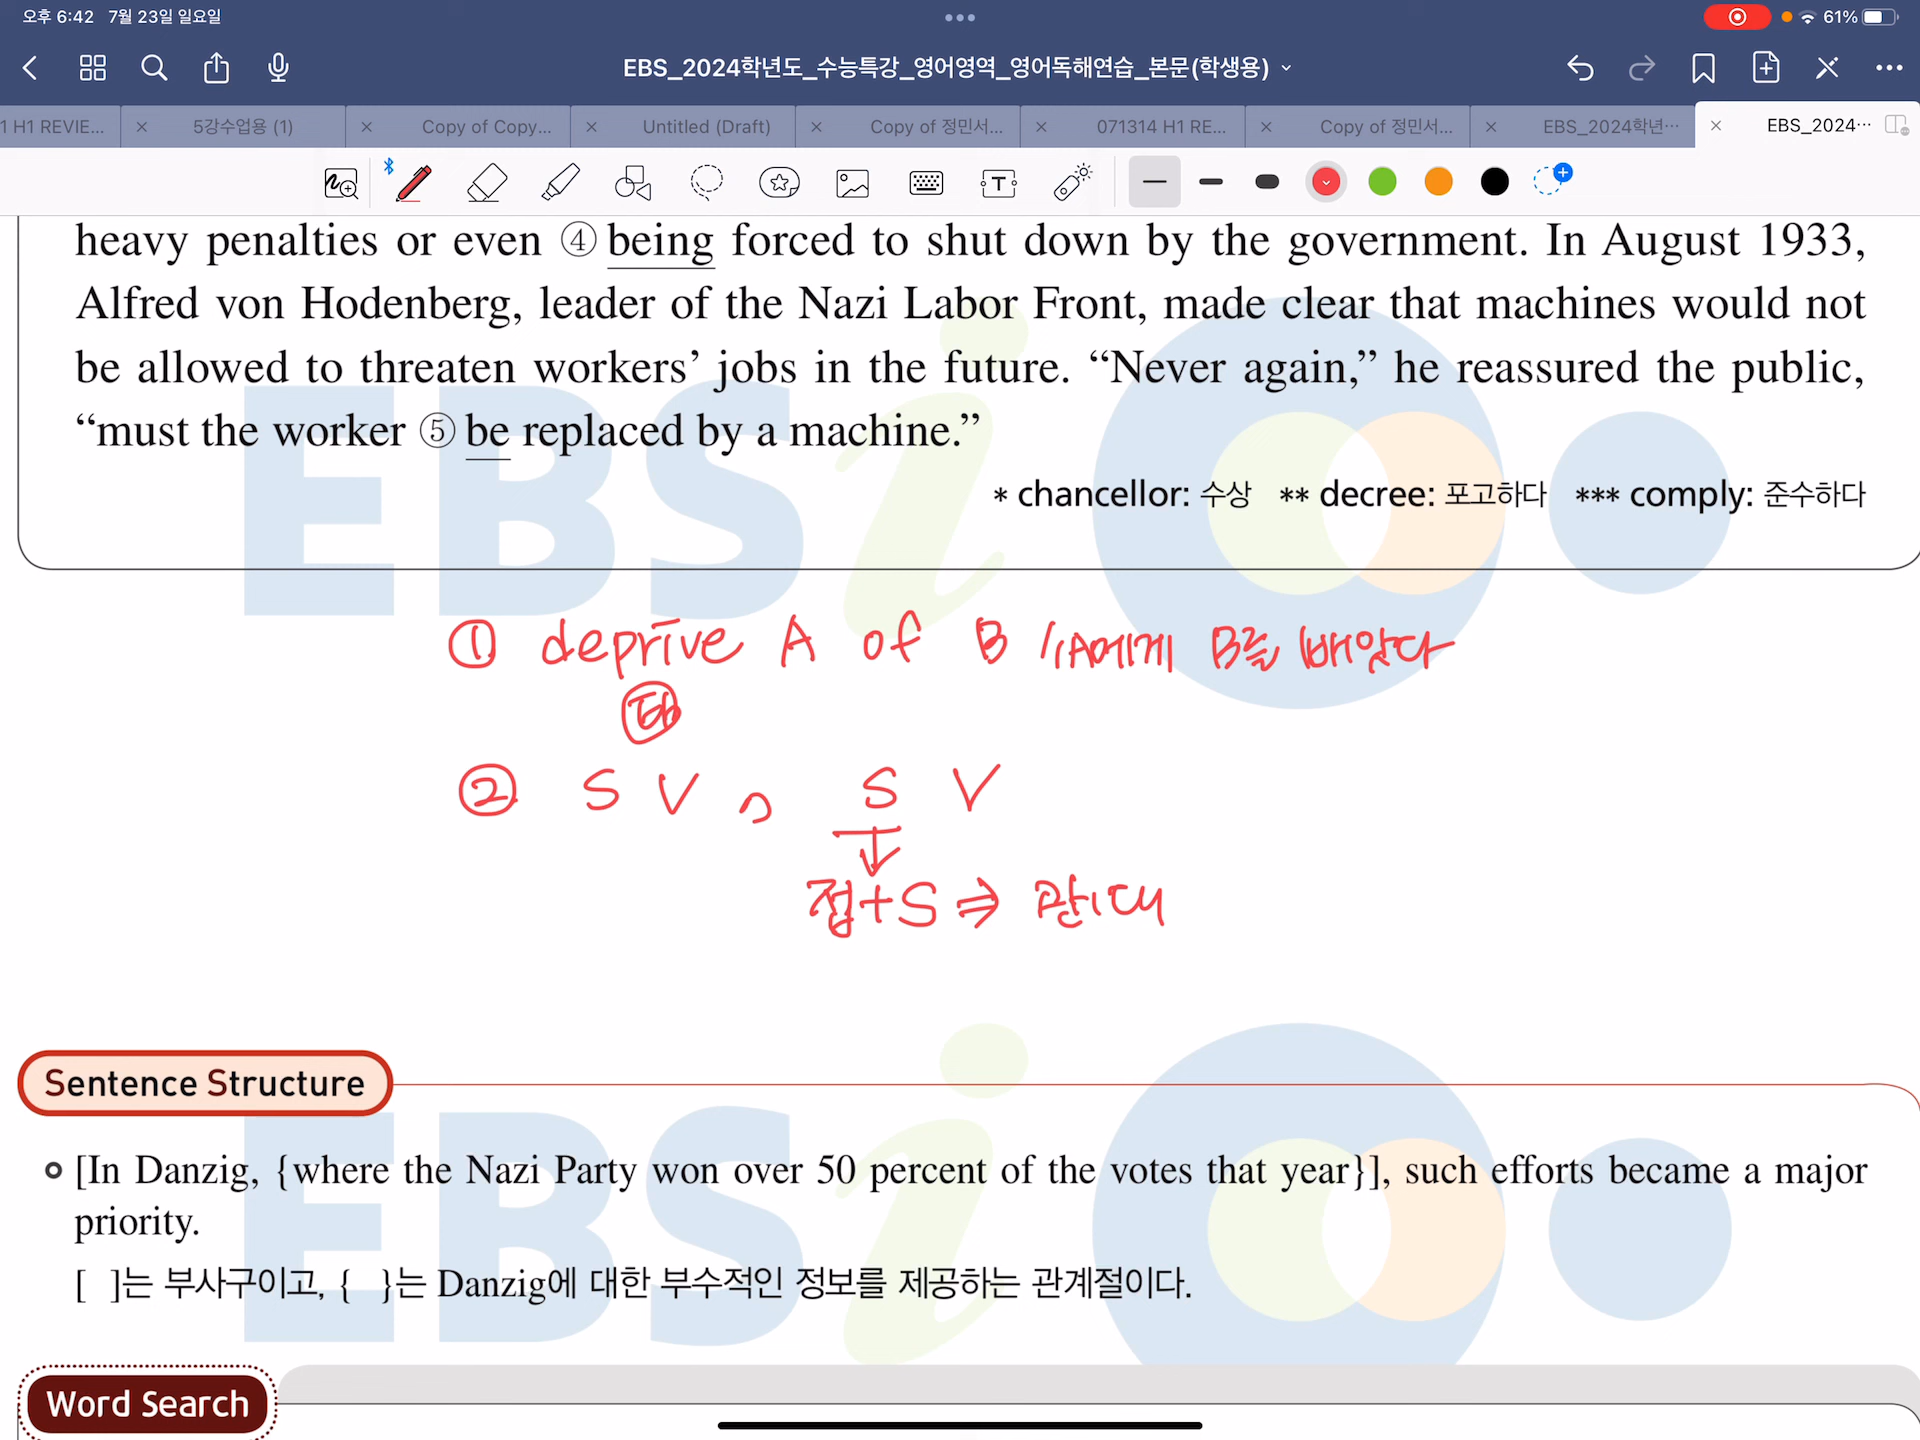 오후 6:42 7월 23일 일요일
61%
EBS_2024학년도_수능특강_영어영역_영어독해연습_본문(학생용)
1 H1 REVIE... × 5강수업용 (1) × Copy of Copy... × Untitled (Draft) × Copy of 정민서... × 071314 H1 RE... × Copy of 정민서... × EBS_2024학년··· × EBS_2024···
heavy penalties or even ④ being forced to shut down by the government. In August 1933,
Alfred von Hodenberg, leader of the Nazi Labor Front, made clear that machines would not
be allowed to threaten workers’ jobs in the future. “Never again,” he reassured the public,
“must the worker ⑤ be replaced by a machine.”
* chancellor: 수상 ** decree: 포고하다 *** comply: 준수하다
① deprive A of B // A에게 B를 빼앗다
② S V , S V
접+S ⇒ 관·대
EBSi
Sentence Structure
[In Danzig, {where the Nazi Party won over 50 percent of the votes that year}], such efforts became a major
priority.
[ ]는 부사구이고, { }는 Danzig에 대한 부수적인 정보를 제공하는 관계절이다.
EBSi
Word Search